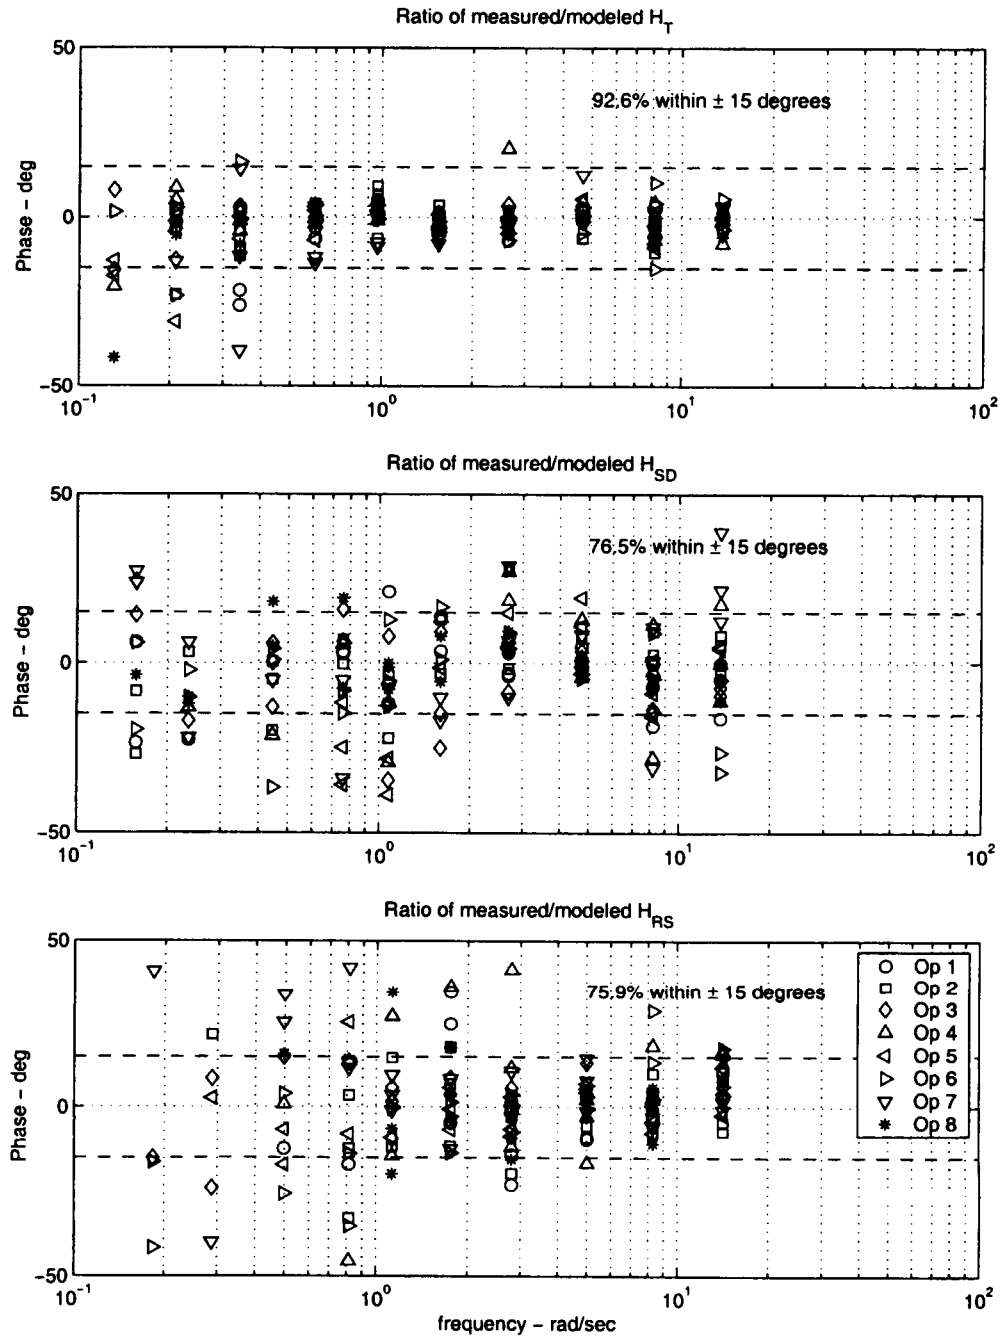 Ratio of measured/modeled H_T
50
92.6% within ± 15 degrees
Phase – deg
0
−50
10^−1
10^0
10^1
10^2
Ratio of measured/modeled H_SD
50
76.5% within ± 15 degrees
Phase – deg
0
−50
10^−1
10^0
10^1
10^2
Ratio of measured/modeled H_RS
50
75.9% within ± 15 degrees
Op 1
Op 2
Op 3
Op 4
Op 5
Op 6
Op 7
Op 8
Phase – deg
0
−50
10^−1
10^0
10^1
10^2
frequency – rad/sec